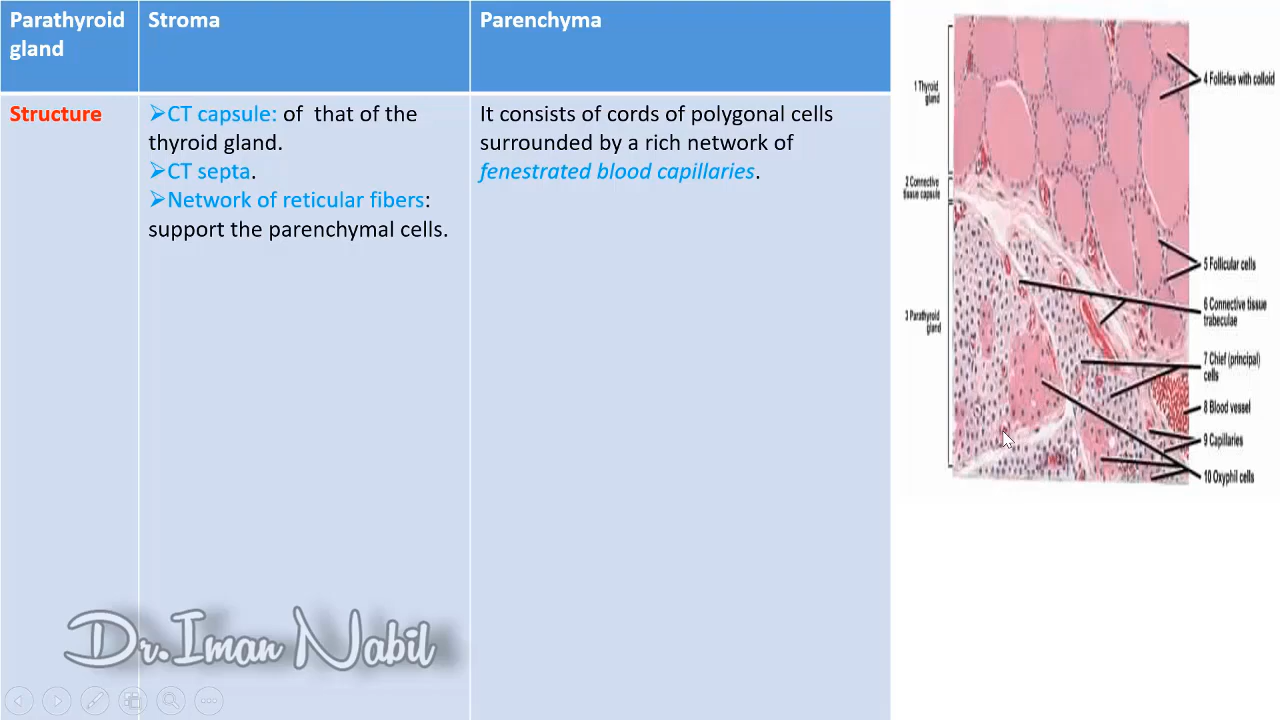 Parathyroid
gland
Stroma
Parenchyma
Structure
➢CT capsule: of  that of the
thyroid gland.
➢CT septa.
➢Network of reticular fibers:
support the parenchymal cells.
It consists of cords of polygonal cells
surrounded by a rich network of
fenestrated blood capillaries.
1 Thyroid
gland
2 Connective
tissue capsule
3 Parathyroid
gland
4 Follicles with colloid
5 Follicular cells
6 Connective tissue
trabeculae
7 Chief (principal)
cells
8 Blood vessel
9 Capillaries
10 Oxyphil cells
Dr.Iman Nabil